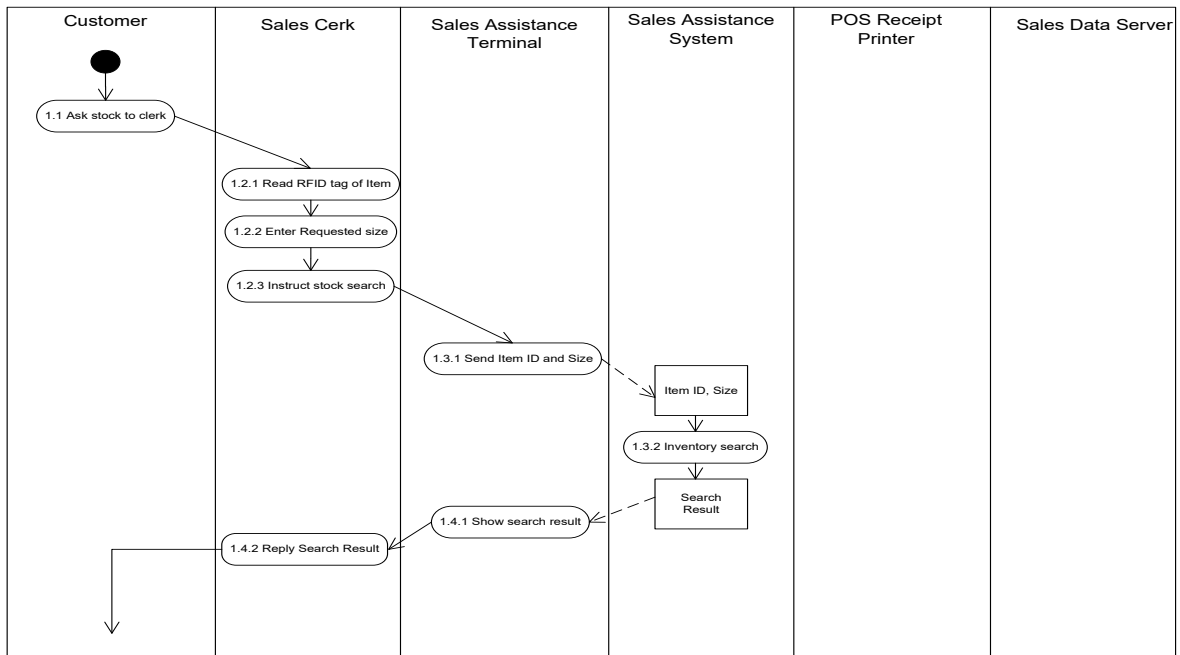 Customer
Sales Cerk
Sales Assistance
Terminal
Sales Assistance
System
POS Receipt
Printer
Sales Data Server
1.1 Ask stock to clerk
1.2.1 Read RFID tag of Item
1.2.2 Enter Requested size
1.2.3 Instruct stock search
1.3.1 Send Item ID and Size
Item ID, Size
1.3.2 Inventory search
Search
Result
1.4.1 Show search result
1.4.2 Reply Search Result